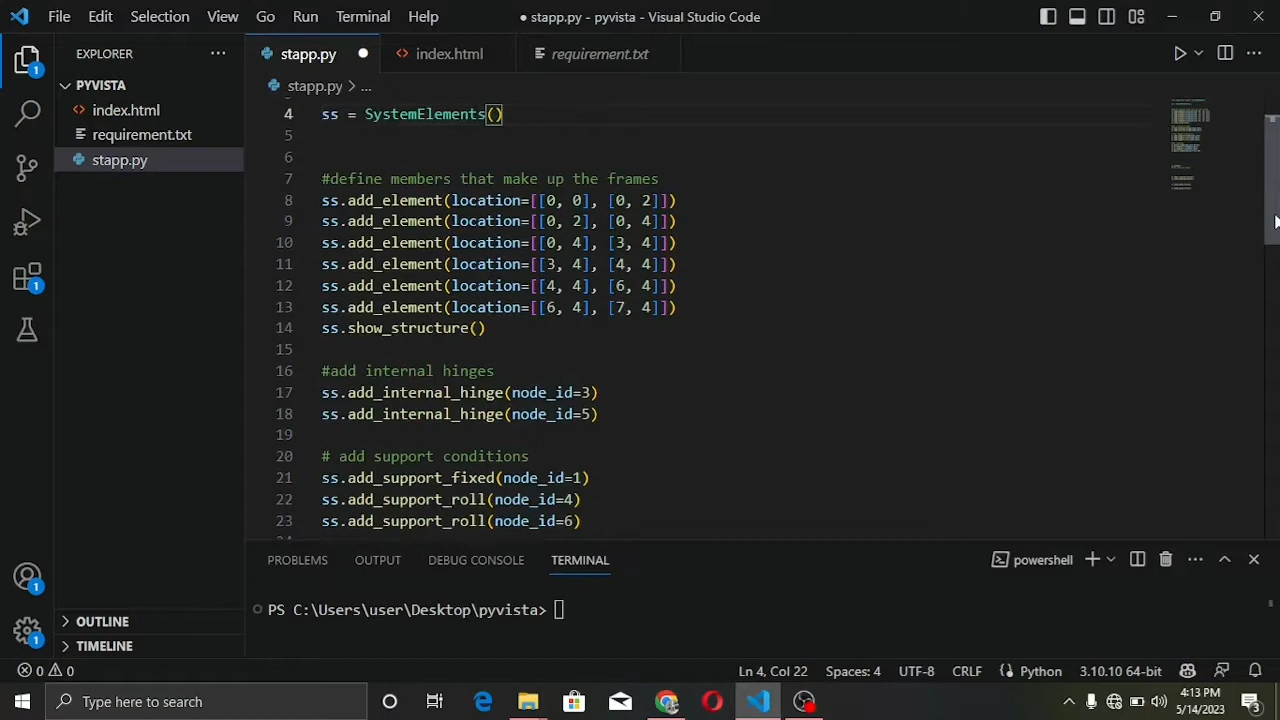 File Edit Selection View Go Run Terminal Help
● stapp.py - pyvista - Visual Studio Code
EXPLORER
stapp.py
index.html
requirement.txt
PYVISTA
stapp.py > ...
index.html
requirement.txt
stapp.py
4 ss = SystemElements()
5
6
7 #define members that make up the frames
8 ss.add_element(location=[[0, 0], [0, 2]])
9 ss.add_element(location=[[0, 2], [0, 4]])
10 ss.add_element(location=[[0, 4], [3, 4]])
11 ss.add_element(location=[[3, 4], [4, 4]])
12 ss.add_element(location=[[4, 4], [6, 4]])
13 ss.add_element(location=[[6, 4], [7, 4]])
14 ss.show_structure()
15
16 #add internal hinges
17 ss.add_internal_hinge(node_id=3)
18 ss.add_internal_hinge(node_id=5)
19
20 # add support conditions
21 ss.add_support_fixed(node_id=1)
22 ss.add_support_roll(node_id=4)
23 ss.add_support_roll(node_id=6)
1
1
1
1
OUTLINE
TIMELINE
PROBLEMS OUTPUT DEBUG CONSOLE TERMINAL
powershell
PS C:\Users\user\Desktop\pyvista>
0 0
Ln 4, Col 22 Spaces: 4 UTF-8 CRLF Python 3.10.10 64-bit
Type here to search
4:13 PM
5/14/2023
3